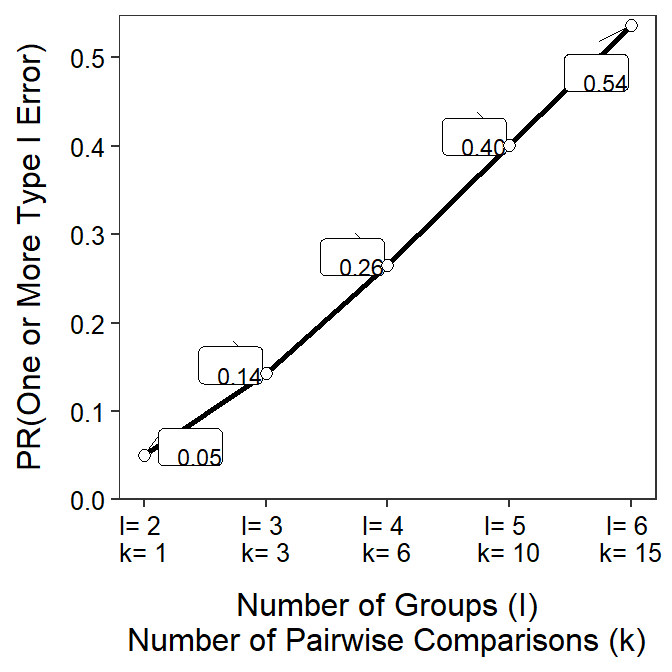 PR(One or More Type I Error)
0.5
0.4
0.3
0.2
0.1
0.0
0.54
0.40
0.26
0.14
0.05
I= 2
k= 1
I= 3
k= 3
I= 4
k= 6
I= 5
k= 10
I= 6
k= 15
Number of Groups (I)
Number of Pairwise Comparisons (k)